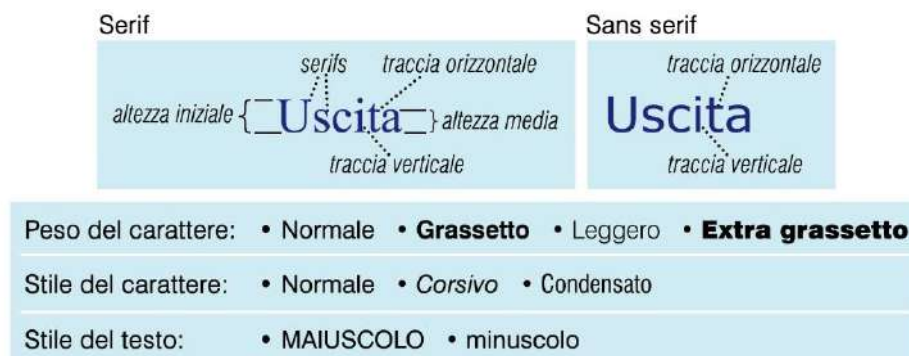 Serif
serifs traccia orizzontale
altezza iniziale { Uscita } altezza media
traccia verticale
Sans serif
traccia orizzontale
Uscita
traccia verticale
Peso del carattere: • Normale • Grassetto • Leggero • Extra grassetto
Stile del carattere: • Normale • Corsivo • Condensato
Stile del testo: • MAIUSCOLO • minuscolo